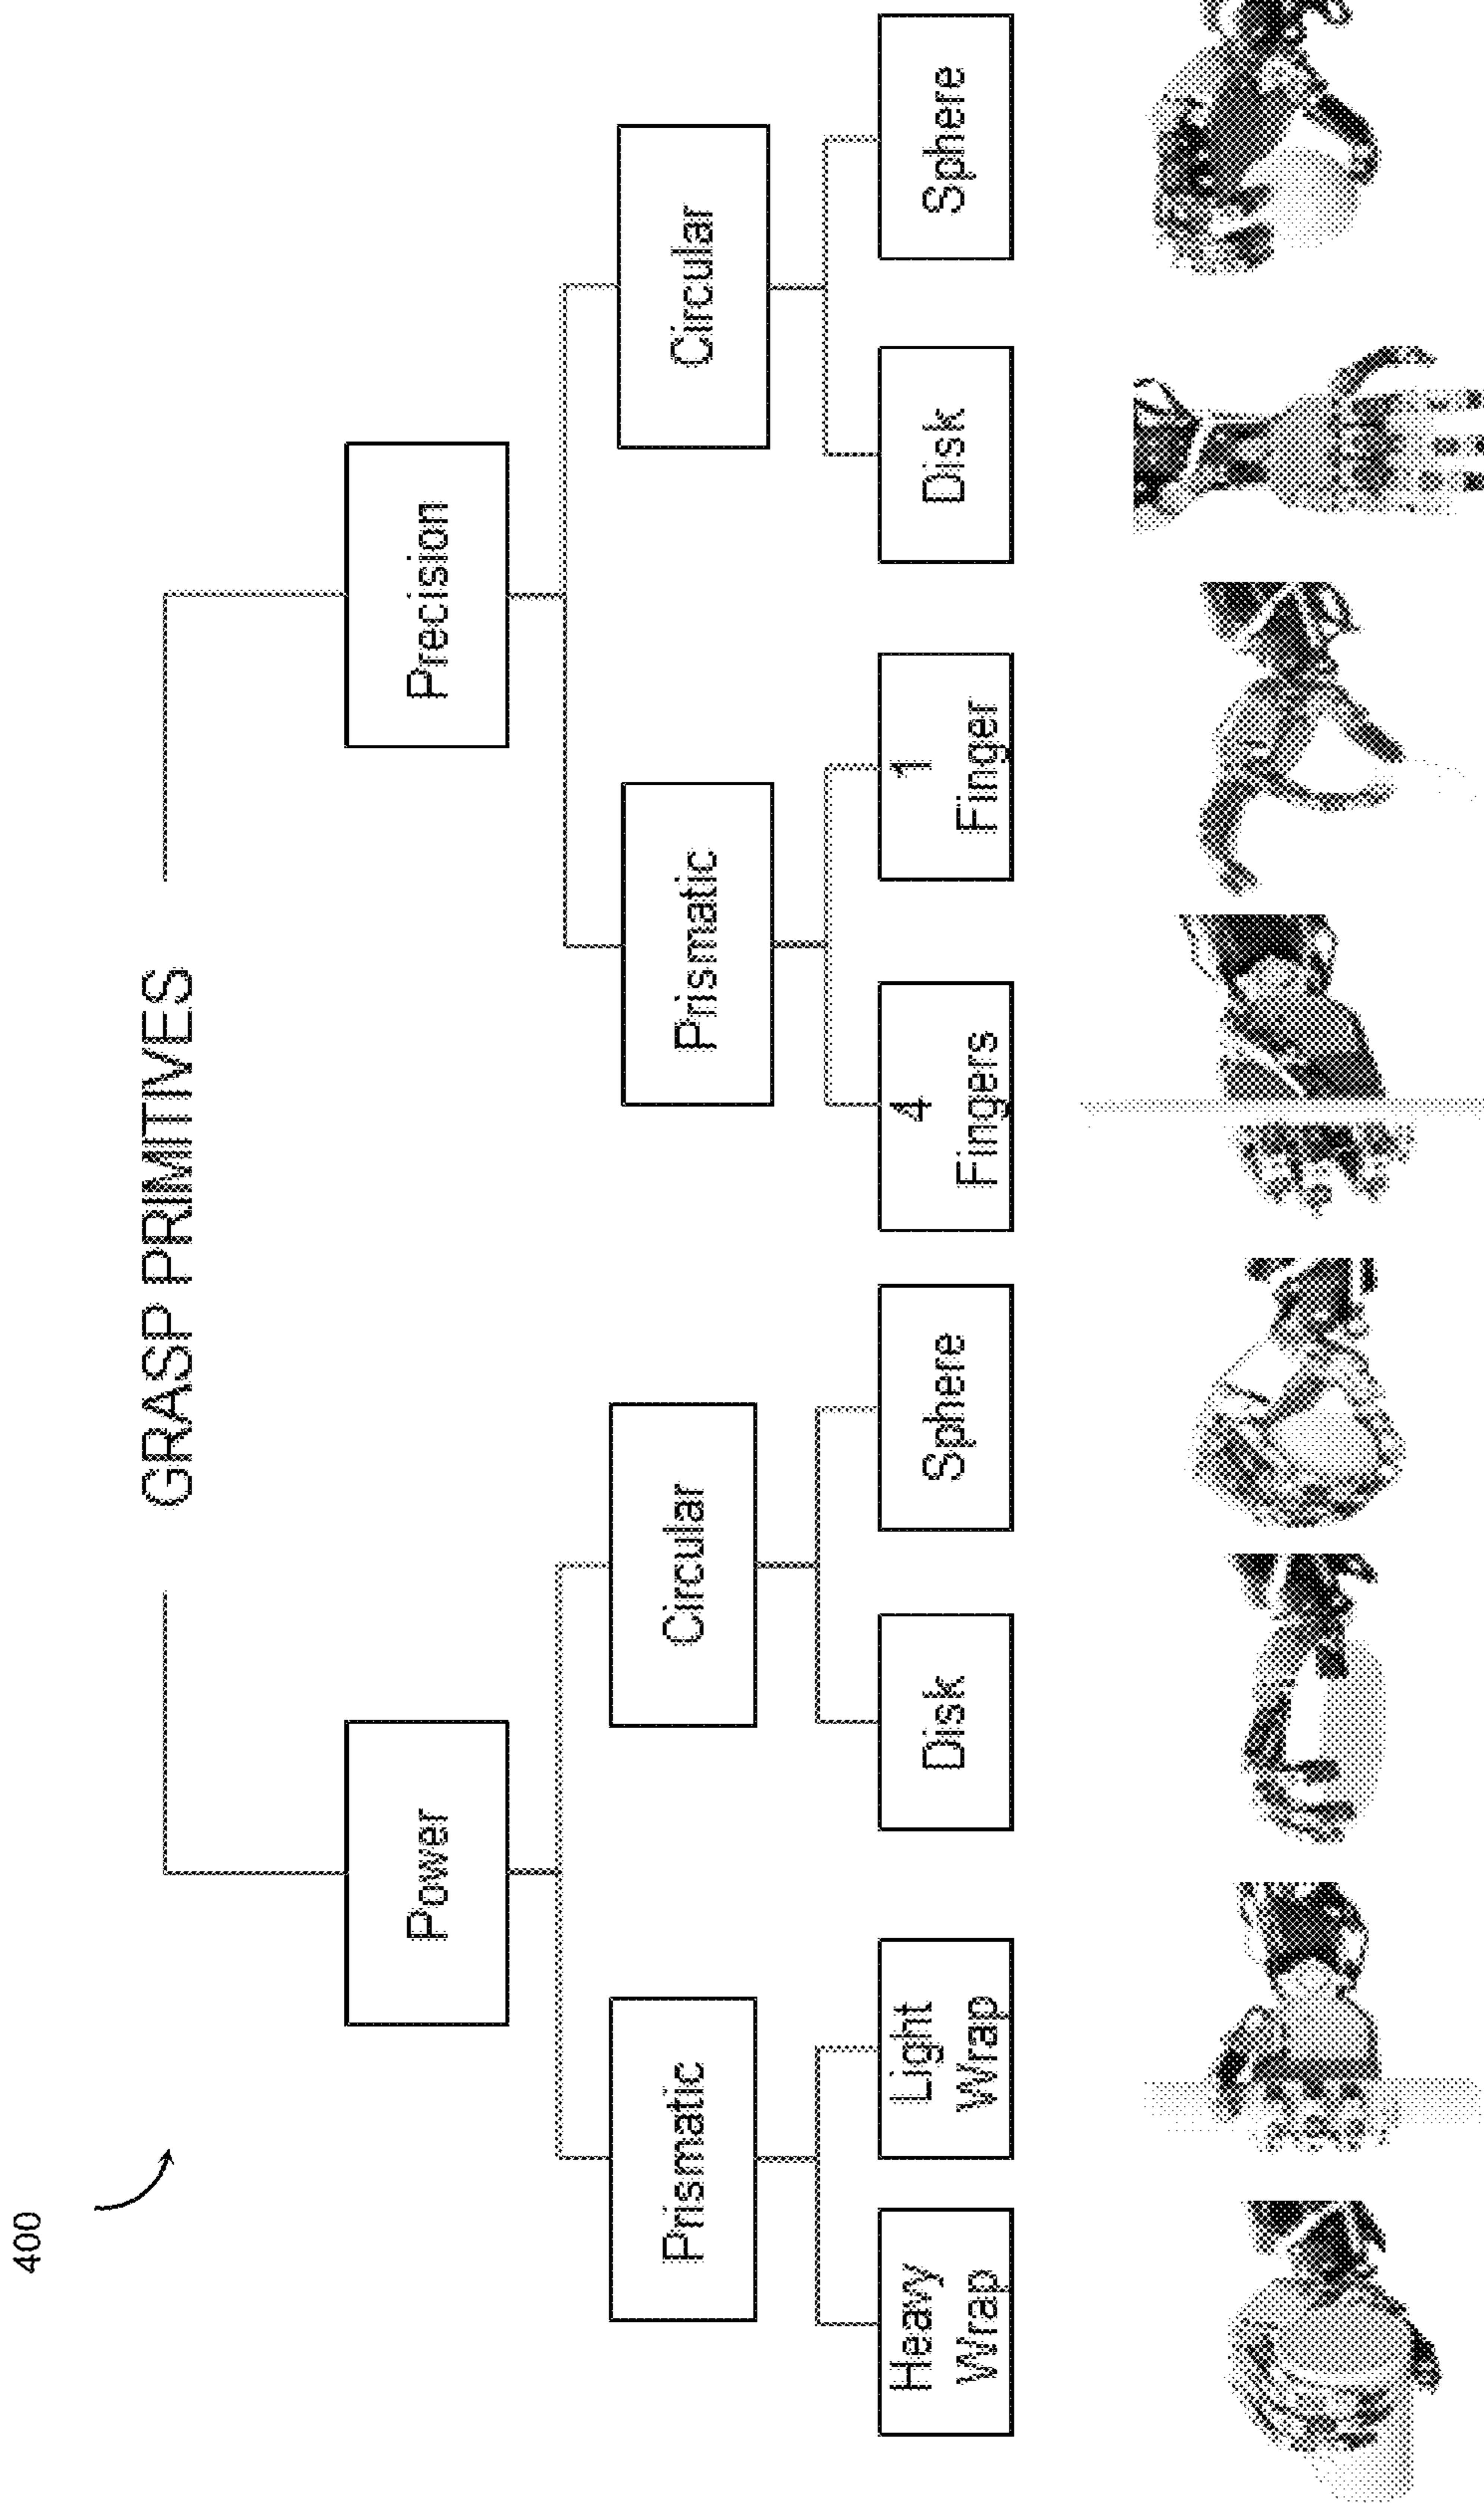 400
GRASP PRIMITIVES
Power
Precision
Prismatic
Circular
Prismatic
Circular
Heavy
Wrap
Light
Wrap
Disk
Sphere
4
Fingers
1
Finger
Disk
Sphere